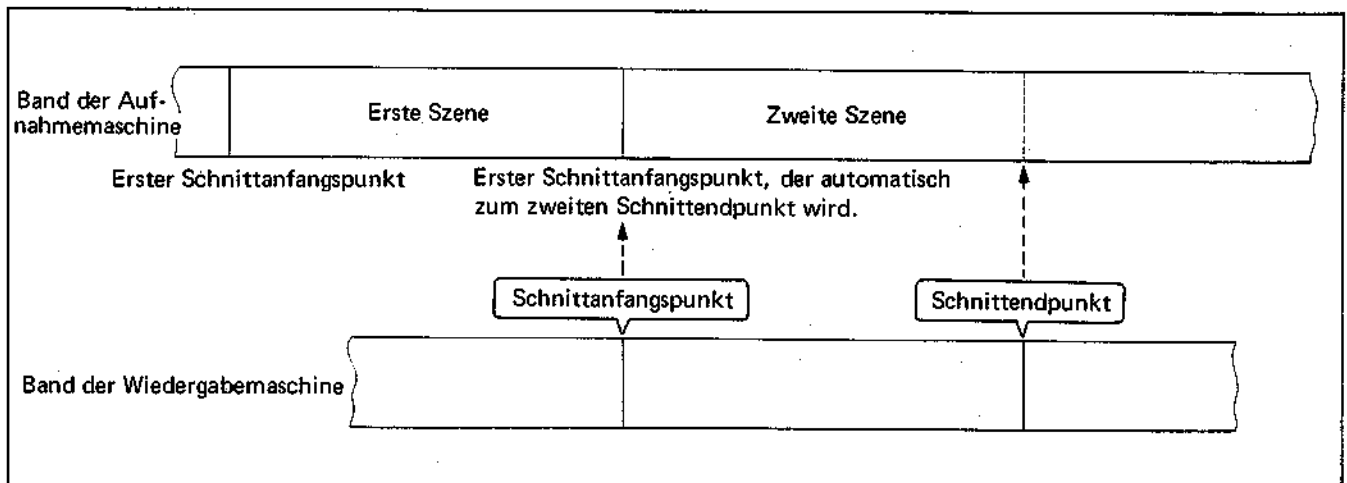 Band der Auf-
nahmemaschine
Erste Szene
Zweite Szene
Erster Schnittanfangspunkt
Erster Schnittanfangspunkt, der automatisch
zum zweiten Schnittendpunkt wird.
Schnittanfangspunkt
Schnittendpunkt
Band der Wiedergabemaschine